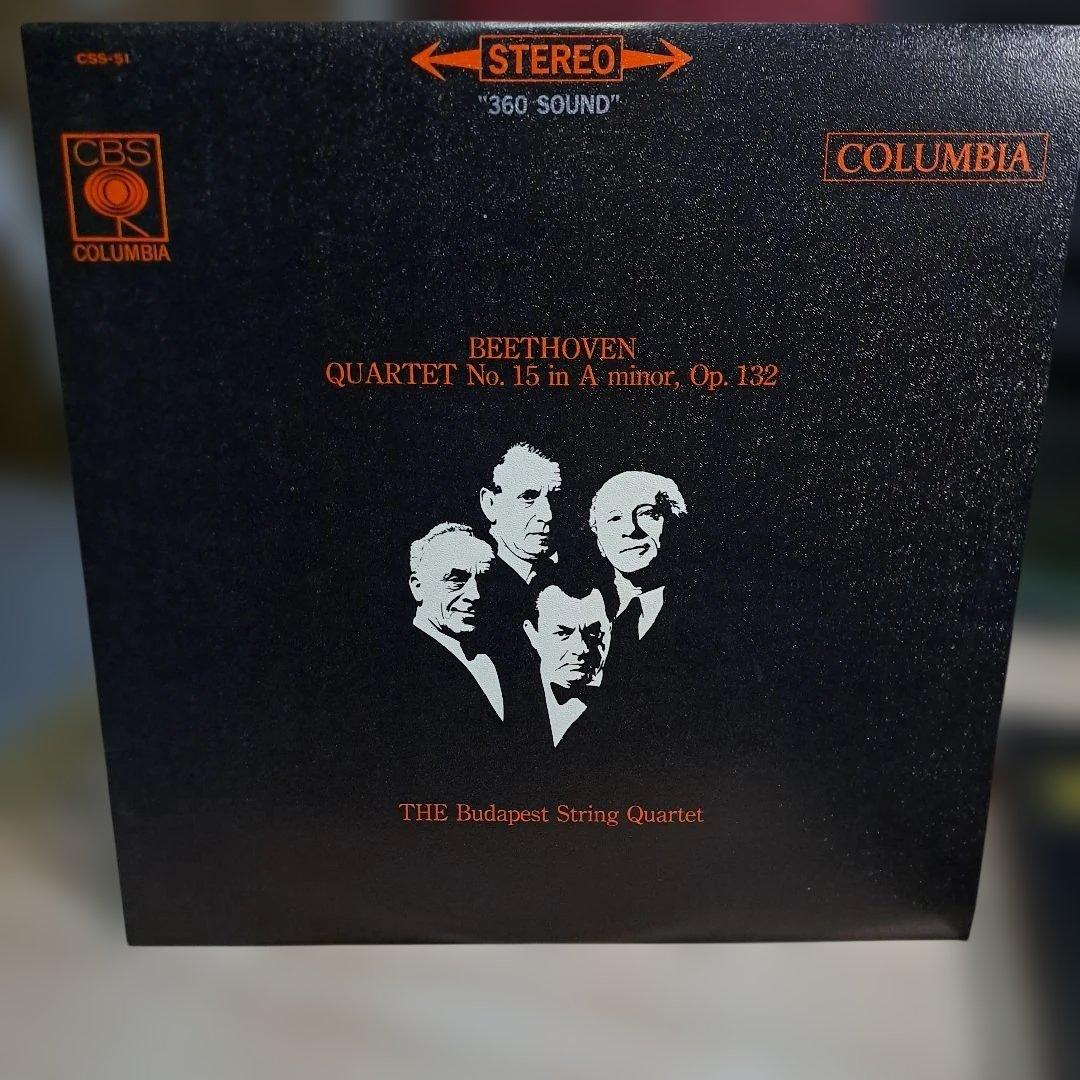 CSS-51
STEREO
"360 SOUND"
CBS
COLUMBIA
COLUMBIA
BEETHOVEN
QUARTET No. 15 in A minor, Op. 132
THE Budapest String Quartet